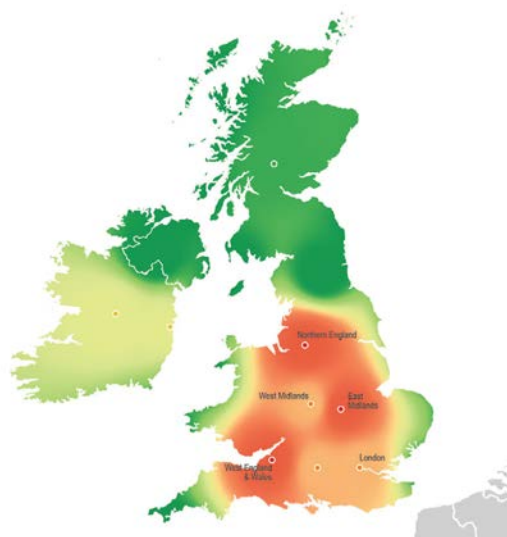 Northern England
West Midlands
East
Midlands
London
West England
& Wales